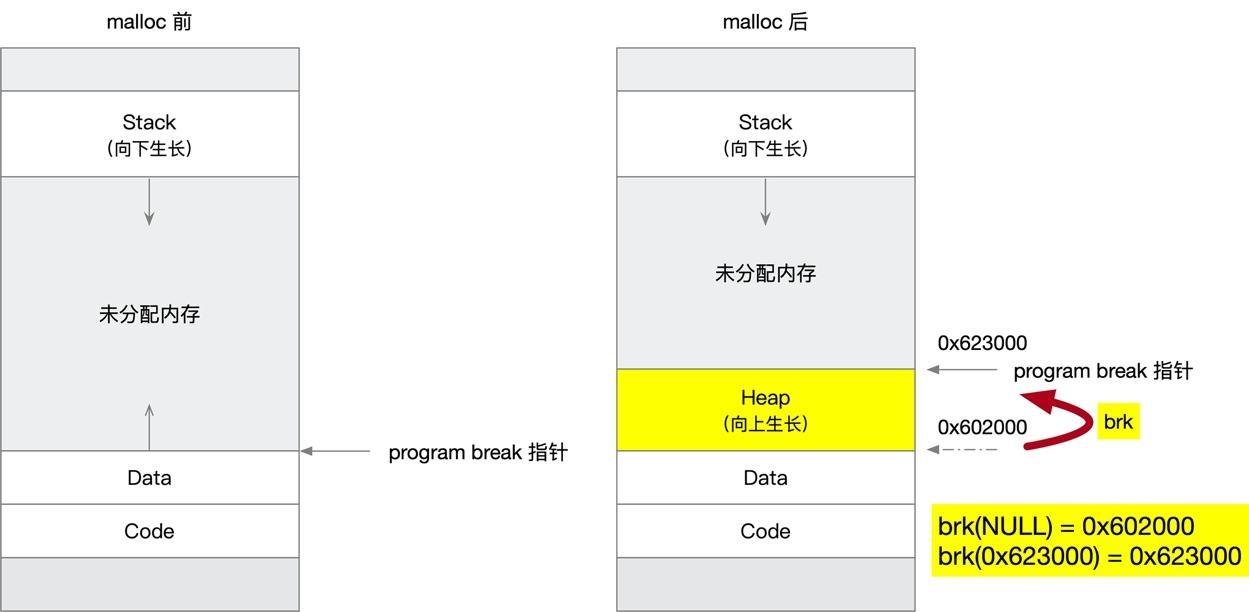 malloc 前
Stack
(向下生长)
未分配内存
program break 指针
Data
Code
malloc 后
Stack
(向下生长)
未分配内存
0x623000
program break 指针
Heap
(向上生长)
0x602000
brk
Data
Code
brk(NULL) = 0x602000
brk(0x623000) = 0x623000